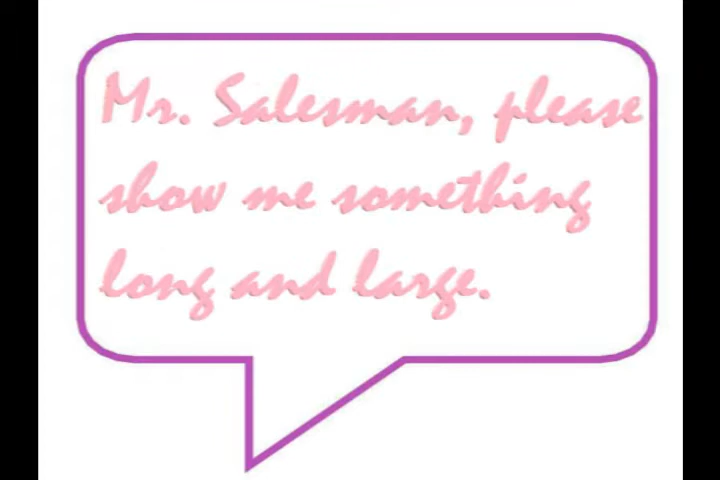 Mr. Salesman, please
show me something
long and large.